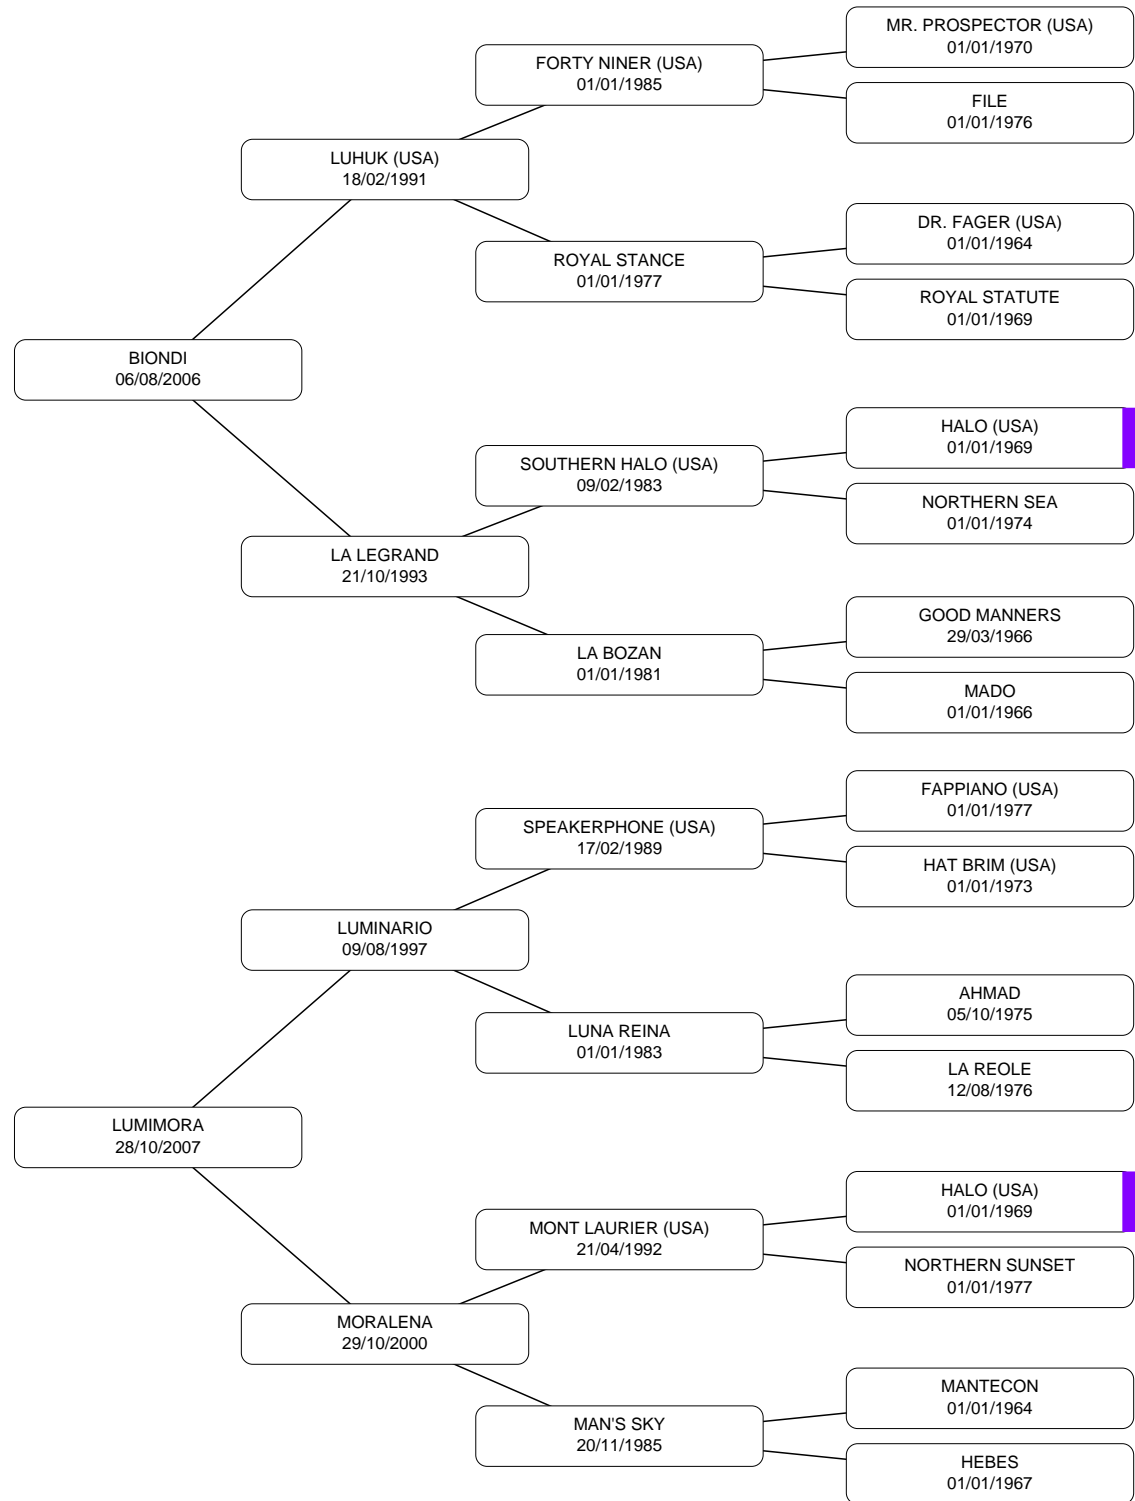 MR. PROSPECTOR (USA)
01/01/1970
FORTY NINER (USA)
01/01/1985
FILE
01/01/1976
LUHUK (USA)
18/02/1991
DR. FAGER (USA)
01/01/1964
ROYAL STANCE
01/01/1977
ROYAL STATUTE
01/01/1969
BIONDI
06/08/2006
HALO (USA)
01/01/1969
SOUTHERN HALO (USA)
09/02/1983
NORTHERN SEA
01/01/1974
LA LEGRAND
21/10/1993
GOOD MANNERS
29/03/1966
LA BOZAN
01/01/1981
MADO
01/01/1966
FAPPIANO (USA)
01/01/1977
SPEAKERPHONE (USA)
17/02/1989
HAT BRIM (USA)
01/01/1973
LUMINARIO
09/08/1997
AHMAD
05/10/1975
LUNA REINA
01/01/1983
LA REOLE
12/08/1976
LUMIMORA
28/10/2007
HALO (USA)
01/01/1969
MONT LAURIER (USA)
21/04/1992
NORTHERN SUNSET
01/01/1977
MORALENA
29/10/2000
MANTECON
01/01/1964
MAN'S SKY
20/11/1985
HEBES
01/01/1967